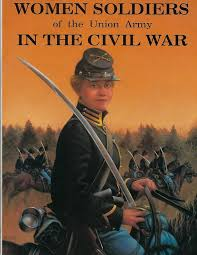 WOMEN SOLDIERS
of the Union Army
IN THE CIVIL WAR